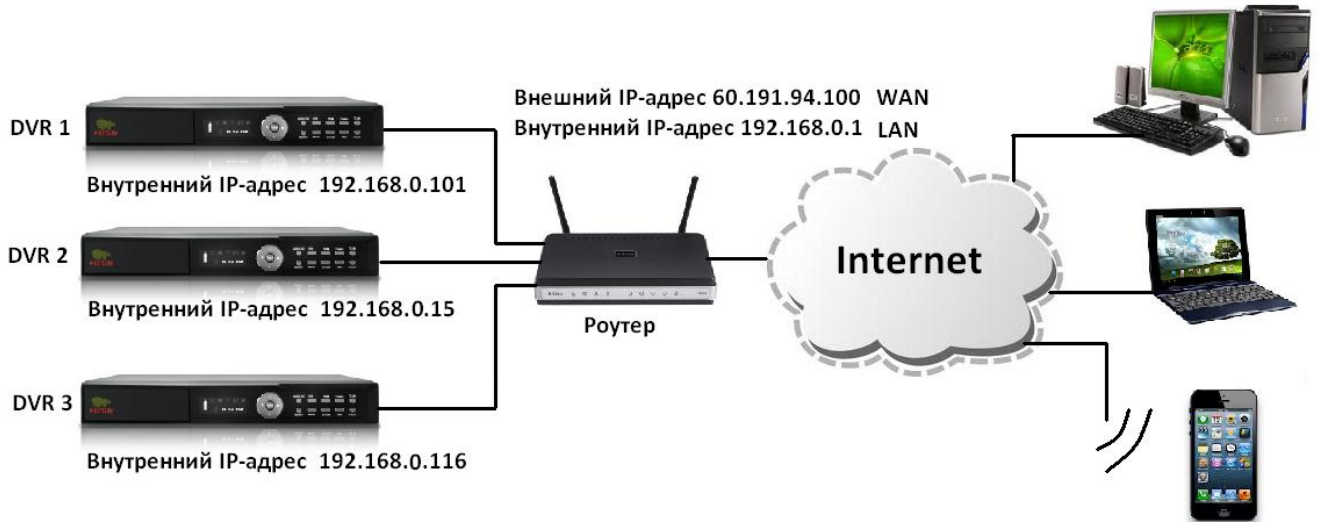 Внешний IP-адрес 60.191.94.100 WAN
Внутренний IP-адрес 192.168.0.1 LAN
DVR 1
Внутренний IP-адрес 192.168.0.101
DVR 2
Внутренний IP-адрес 192.168.0.15
DVR 3
Внутренний IP-адрес 192.168.0.116
Роутер
Internet